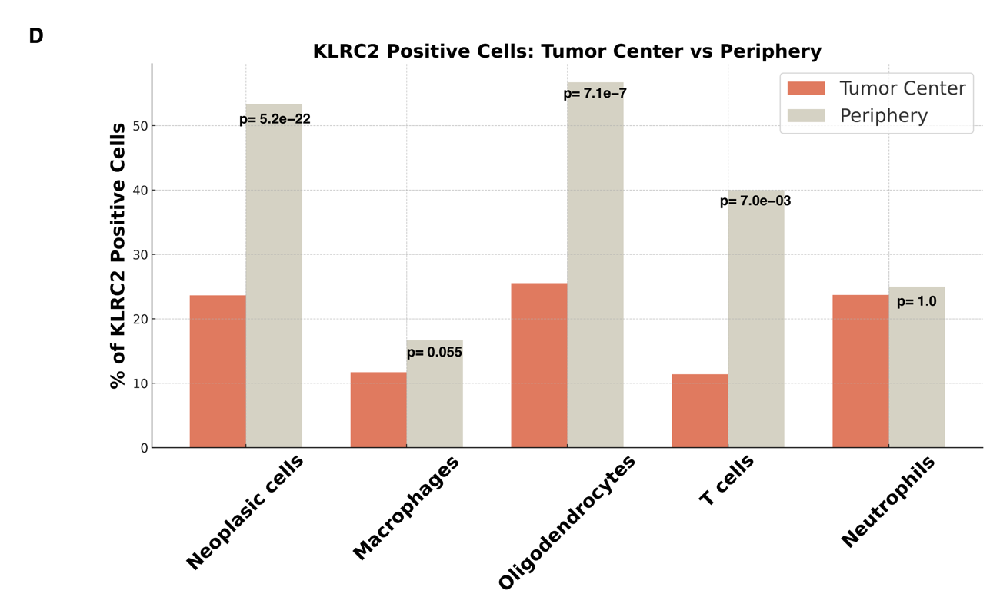 D
KLRC2 Positive Cells: Tumor Center vs Periphery
Tumor Center
Periphery
% of KLRC2 Positive Cells
50
40
30
20
10
0
p= 5.2e−22
p= 0.055
p= 7.1e−7
p= 7.0e−03
p= 1.0
Neoplasic cells
Macrophages
Oligodendrocytes
T cells
Neutrophils